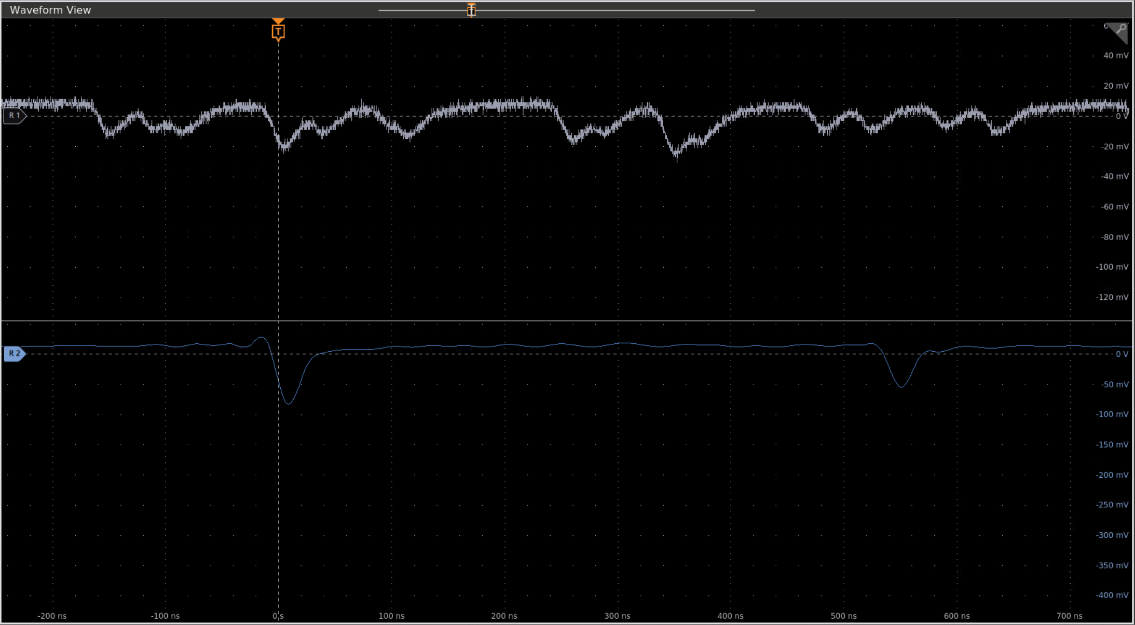 Waveform View
T
40 mV
20 mV
R 1
0 V
-20 mV
-40 mV
-60 mV
-80 mV
-100 mV
-120 mV
R 2
0 V
-50 mV
-100 mV
-150 mV
-200 mV
-250 mV
-300 mV
-350 mV
-400 mV
-200 ns -100 ns 0 s 100 ns 200 ns 300 ns 400 ns 500 ns 600 ns 700 ns